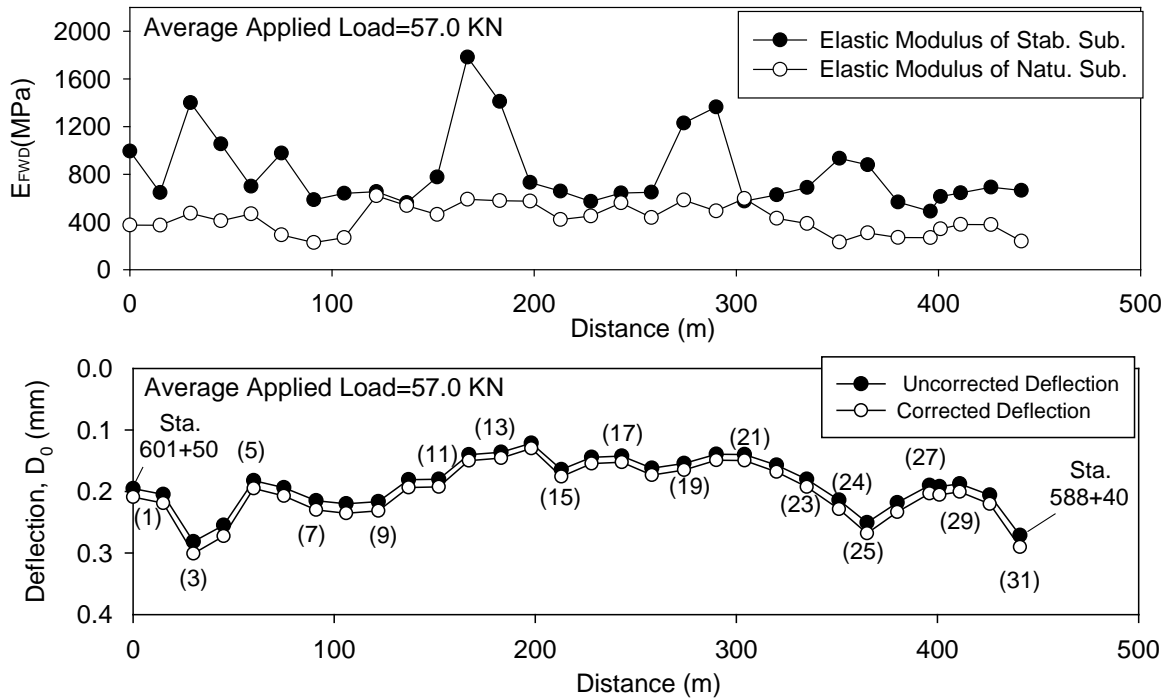 Average Applied Load=57.0 KN
Elastic Modulus of Stab. Sub.
Elastic Modulus of Natu. Sub.
EFWD(MPa)
2000
1600
1200
800
400
0
0 100 200 300 400 500
Distance (m)
Average Applied Load=57.0 KN
Uncorrected Deflection
Corrected Deflection
Deflection, D0 (mm)
0.0
0.1
0.2
0.3
0.4
Sta.
601+50
(1)
(3)
(5)
(7)
(9)
(11)
(13)
(15)
(17)
(19)
(21)
(23)
(24)
(25)
(27)
(29)
(31)
Sta.
588+40
0 100 200 300 400 500
Distance (m)